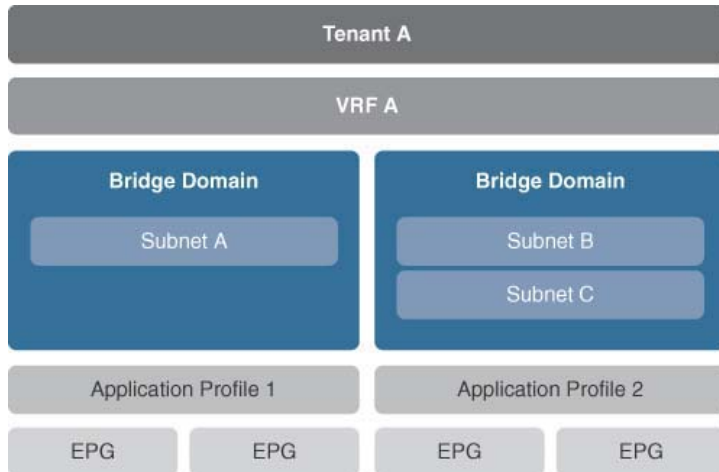 Tenant A
VRF A
Bridge Domain
Subnet A
Bridge Domain
Subnet B
Subnet C
Application Profile 1
Application Profile 2
EPG
EPG
EPG
EPG